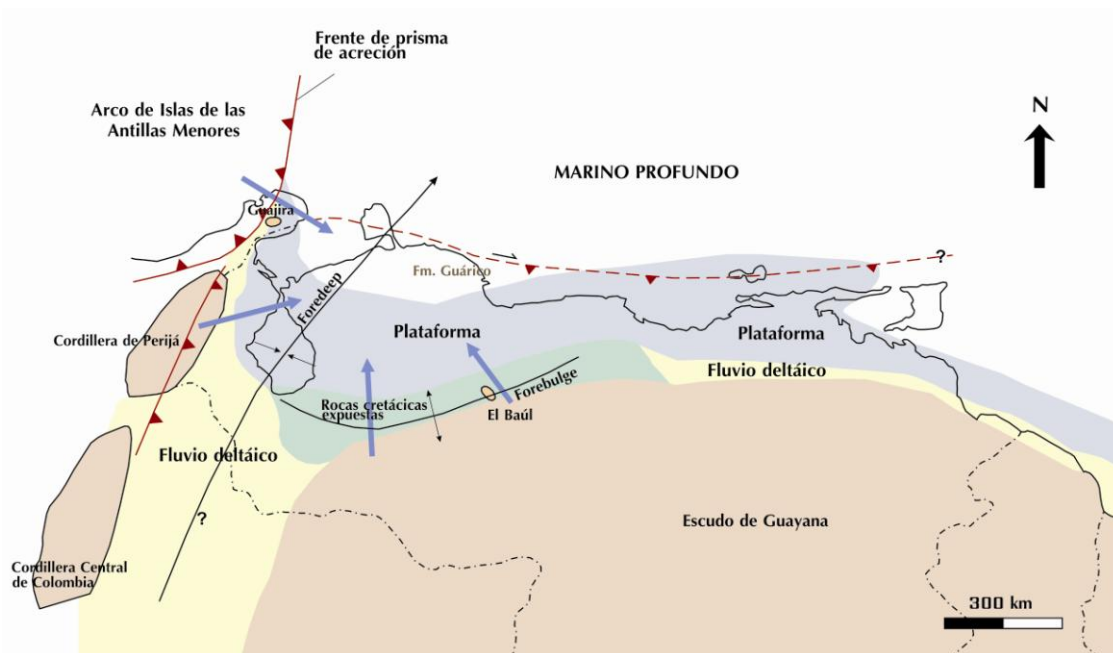 Frente de prisma
de acreción
Arco de Islas de las
Antillas Menores
N
MARINO PROFUNDO
Guajira
Fm. Guárico
?
Foredeep
Cordillera de Perijá
Plataforma
Plataforma
Fluvio deltáico
Forebulge
Rocas cretácicas
expuestas
El Baúl
Fluvio deltáico
?
Escudo de Guayana
Cordillera Central
de Colombia
300 km